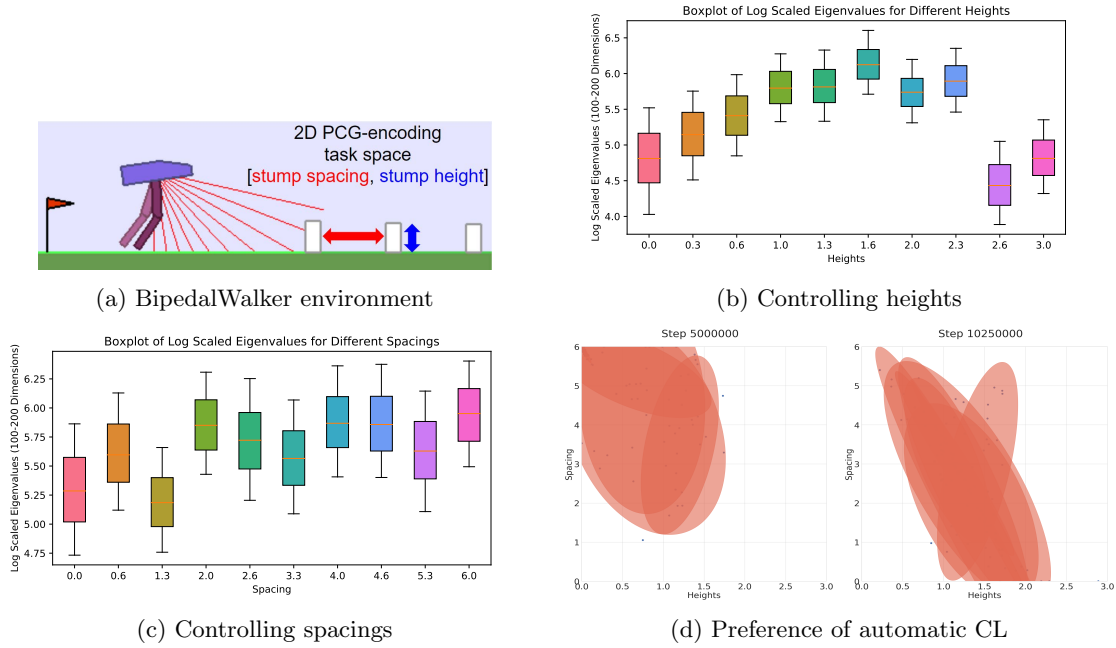 2D PCG-encoding
task space
[stump spacing, stump height]
(a) BipedalWalker environment
Boxplot of Log Scaled Eigenvalues for Different Heights
Log Scaled Eigenvalues (100-200 Dimensions)
6.5
6.0
5.5
5.0
4.5
4.0
0.0 0.3 0.6 1.0 1.3 1.6 2.0 2.3 2.6 3.0
Heights
(b) Controlling heights
Boxplot of Log Scaled Eigenvalues for Different Spacings
Log Scaled Eigenvalues (100-200 Dimensions)
6.25
6.00
5.75
5.50
5.25
5.00
4.75
0.0 0.6 1.3 2.0 2.6 3.3 4.0 4.6 5.3 6.0
Spacing
(c) Controlling spacings
Step 5000000
Spacing
6
5
4
3
2
1
0
0.0 0.5 1.0 1.5 2.0 2.5 3.0
Heights
Step 10250000
Spacing
6
5
4
3
2
1
0
0.0 0.5 1.0 1.5 2.0 2.5 3.0
Heights
(d) Preference of automatic CL